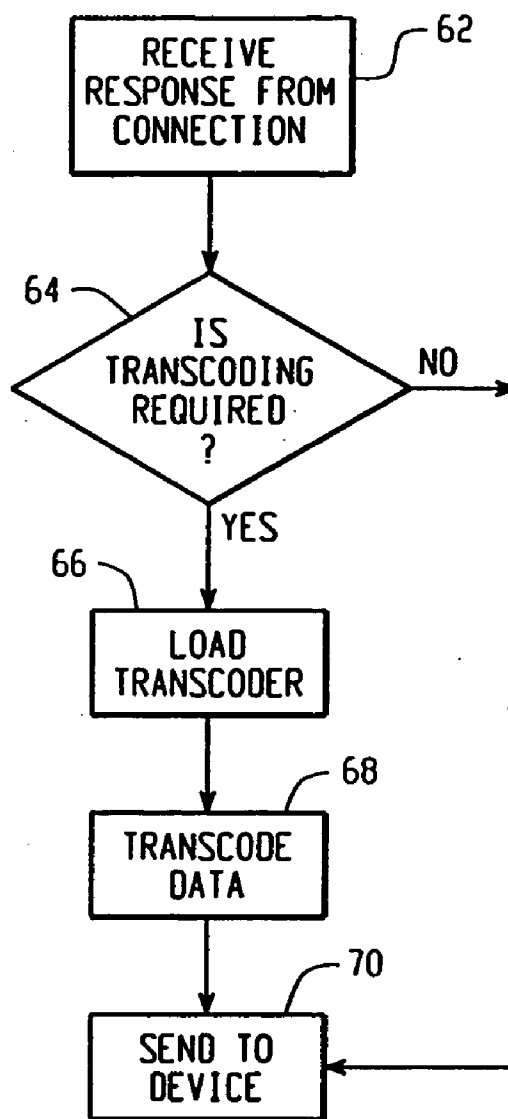 62
RECEIVE
RESPONSE FROM
CONNECTION
64
IS
TRANSCODING
REQUIRED
?
NO
YES
66
LOAD
TRANSCODER
68
TRANSCODE
DATA
70
SEND TO
DEVICE